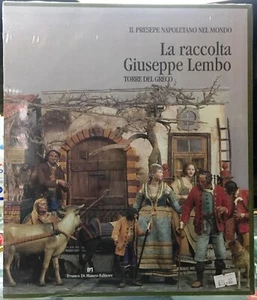 IL PRESEPE NAPOLETANO NEL MONDO
La raccolta
Giuseppe Lembo
TORRE DEL GRECO
Franco Di Mauro Editore